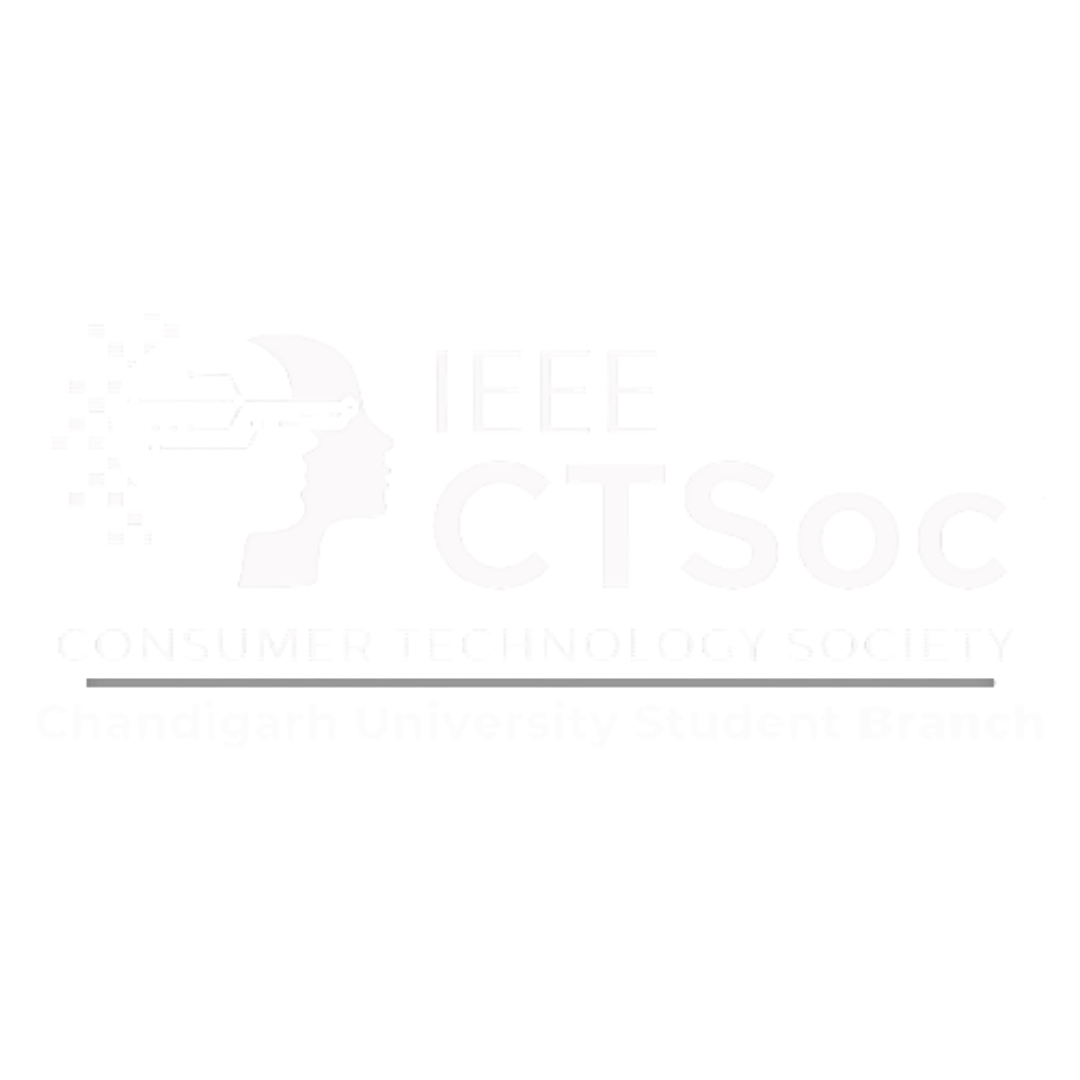 IEEE
CTSoc
CONSUMER TECHNOLOGY SOCIETY
Chandigarh University Student Branch